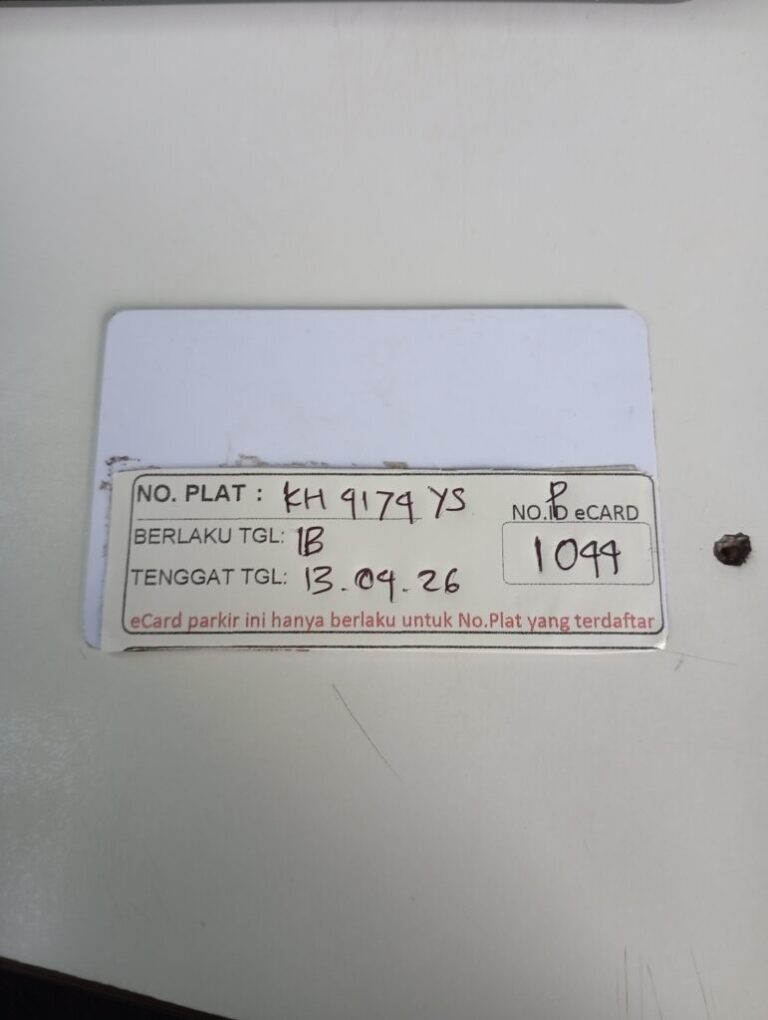 NO. PLAT : KH 9174 YS
P
NO.ID eCARD
BERLAKU TGL: 1B
1044
TENGGAT TGL: 13.04.26
eCard parkir ini hanya berlaku untuk No.Plat yang terdaftar